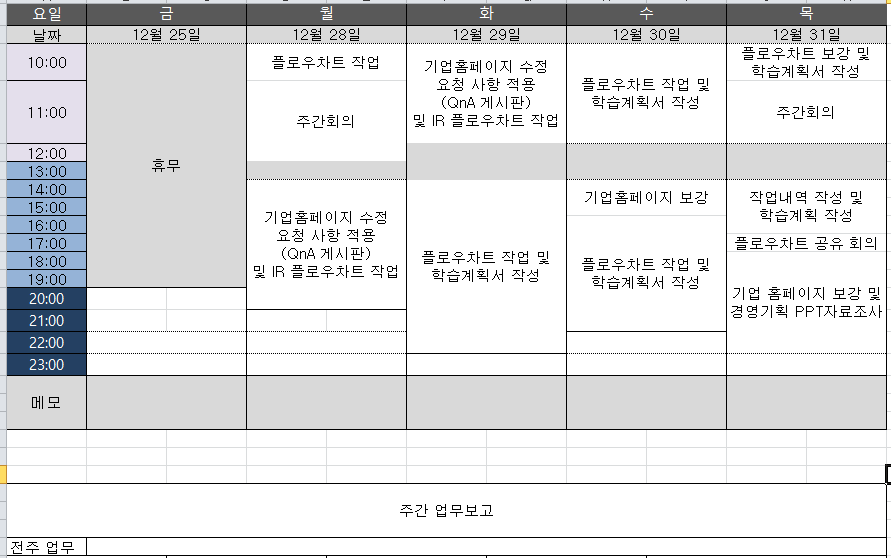 요일 금 월 화 수 목
날짜 12월 25일 12월 28일 12월 29일 12월 30일 12월 31일
10:00
11:00
12:00
13:00
14:00
15:00
16:00
17:00
18:00
19:00
20:00
21:00
22:00
23:00
휴무
플로우차트 작업
주간회의
기업홈페이지 수정
요청 사항 적용
(QnA 게시판)
및 IR 플로우차트 작업
기업홈페이지 수정
요청 사항 적용
(QnA 게시판)
및 IR 플로우차트 작업
플로우차트 작업 및
학습계획서 작성
플로우차트 작업 및
학습계획서 작성
기업홈페이지 보강
플로우차트 작업 및
학습계획서 작성
플로우차트 보강 및
학습계획서 작성
주간회의
작업내역 작성 및
학습계획 작성
플로우차트 공유 회의
기업 홈페이지 보강 및
경영기획 PPT자료조사
메모
주간 업무보고
전주 업무